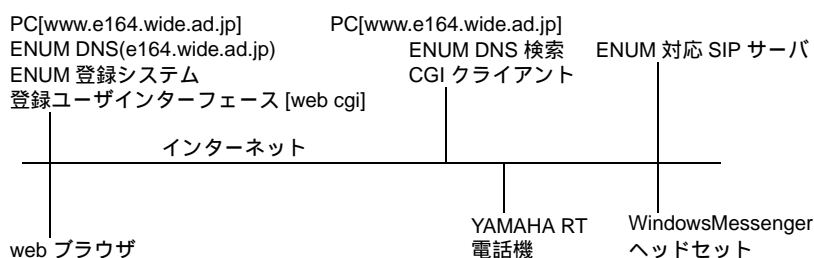 PC[www.e164.wide.ad.jp]
ENUM DNS(e164.wide.ad.jp)
ENUM 登録システム
登録ユーザインターフェース [web cgi]
PC[www.e164.wide.ad.jp]
ENUM DNS 検索
CGI クライアント
ENUM 対応 SIP サーバ
インターネット
web ブラウザ
YAMAHA RT
電話機
WindowsMessenger
ヘッドセット